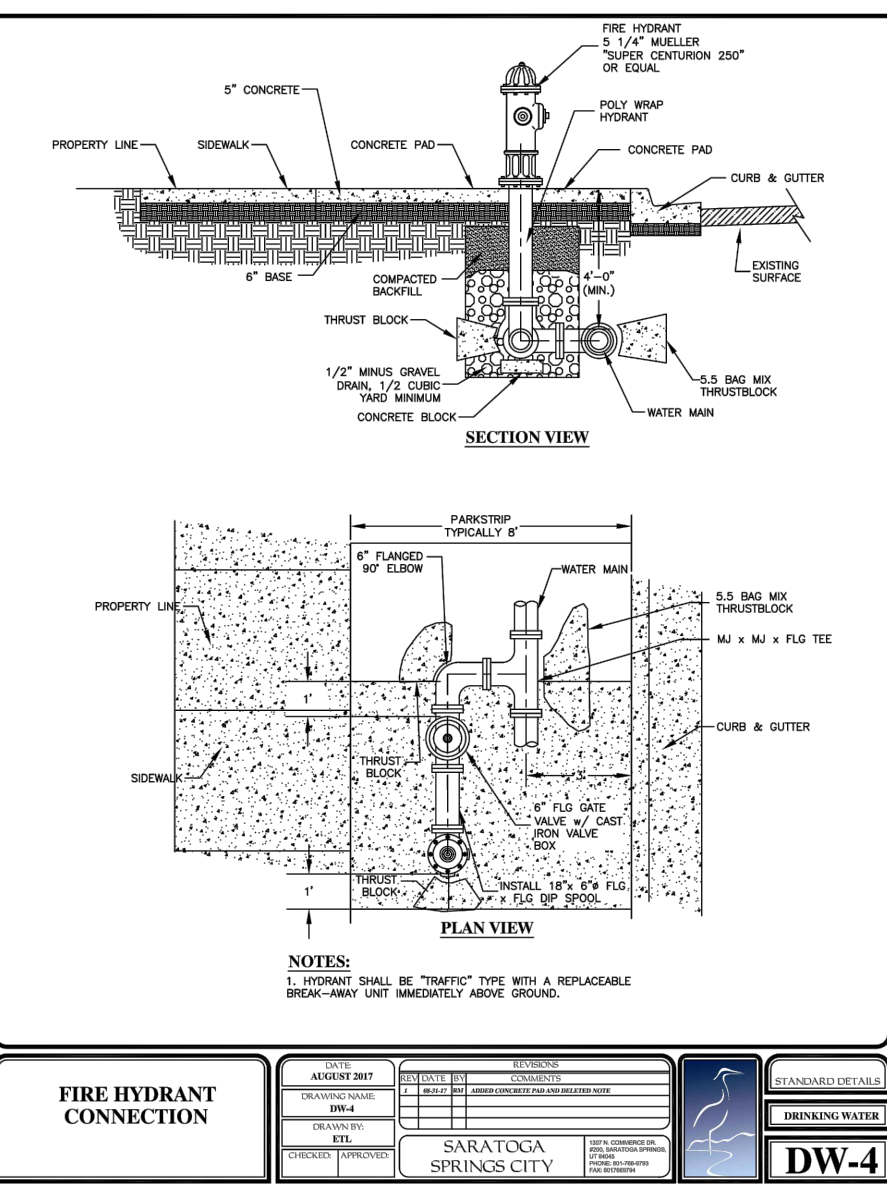 FIRE HYDRANT
5 1/4" MUELLER
"SUPER CENTURION 250"
OR EQUAL
5" CONCRETE
POLY WRAP
HYDRANT
PROPERTY LINE
SIDEWALK
CONCRETE PAD
CONCRETE PAD
CURB & GUTTER
6" BASE
COMPACTED
BACKFILL
4'-0"
(MIN.)
EXISTING
SURFACE
THRUST BLOCK
1/2" MINUS GRAVEL
DRAIN, 1/2 CUBIC
YARD MINIMUM
5.5 BAG MIX
THRUSTBLOCK
CONCRETE BLOCK
WATER MAIN
SECTION VIEW
PARKSTRIP
TYPICALLY 8'
6" FLANGED
90° ELBOW
WATER MAIN
PROPERTY LINE
5.5 BAG MIX
THRUSTBLOCK
MJ x MJ x FLG TEE
1'
CURB & GUTTER
THRUST
BLOCK
SIDEWALK
3'
6" FLG GATE
VALVE w/ CAST
IRON VALVE
BOX
THRUST
BLOCK
1'
INSTALL 18"x 6"ø FLG
x FLG DIP SPOOL
PLAN VIEW
NOTES:
1. HYDRANT SHALL BE "TRAFFIC" TYPE WITH A REPLACEABLE
BREAK-AWAY UNIT IMMEDIATELY ABOVE GROUND.
FIRE HYDRANT
CONNECTION
DATE
AUGUST 2017
DRAWING NAME:
DW-4
DRAWN BY:
ETL
CHECKED: APPROVED:
REVISIONS
REV DATE BY COMMENTS
1 08-31-17 RM ADDED CONCRETE PAD AND DELETED NOTE
SARATOGA
SPRINGS CITY
1307 N. COMMERCE DR.
#200, SARATOGA SPRINGS,
UT 84045
PHONE: 801-766-9793
FAX: 8017669794
STANDARD DETAILS
DRINKING WATER
DW-4